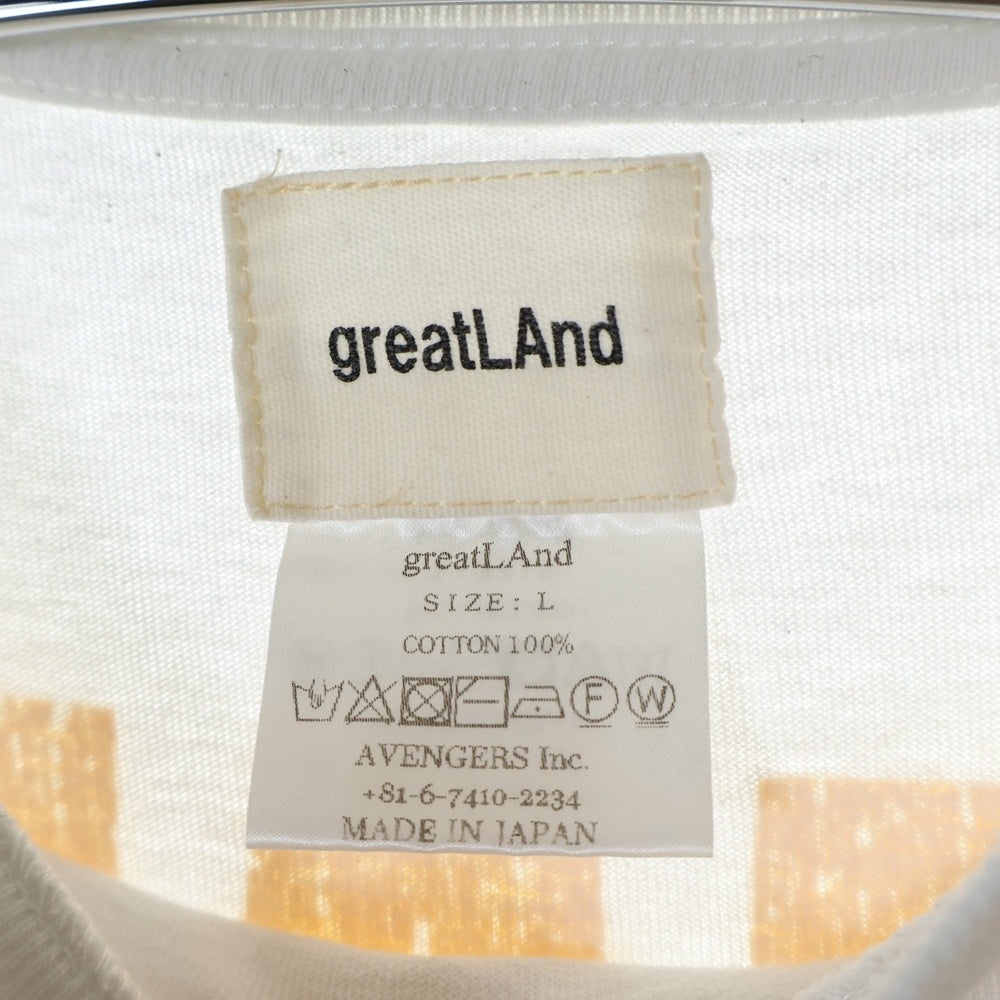 greatLAnd
greatLAnd
SIZE: L
COTTON 100%
F W
AVENGERS Inc.
+81-6-7410-2234
MADE IN JAPAN